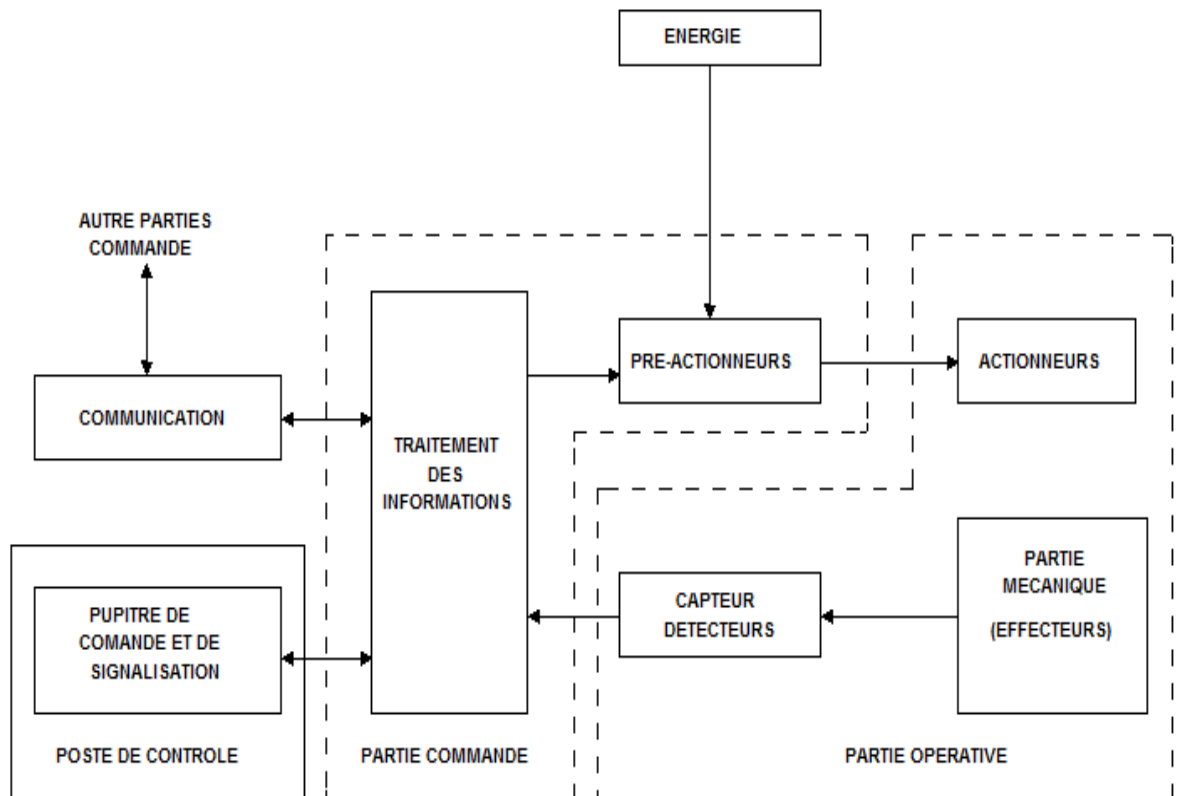 ENERGIE
AUTRE PARTIES
COMMANDE
PRE-ACTIONNEURS
ACTIONNEURS
COMMUNICATION
TRAITEMENT
DES
INFORMATIONS
PARTIE
MECANIQUE
(EFFECTEURS)
CAPTEUR
DETECTEURS
PUPITRE DE
COMANDE ET DE
SIGNALISATION
POSTE DE CONTROLE
PARTIE COMMANDE
PARTIE OPERATIVE